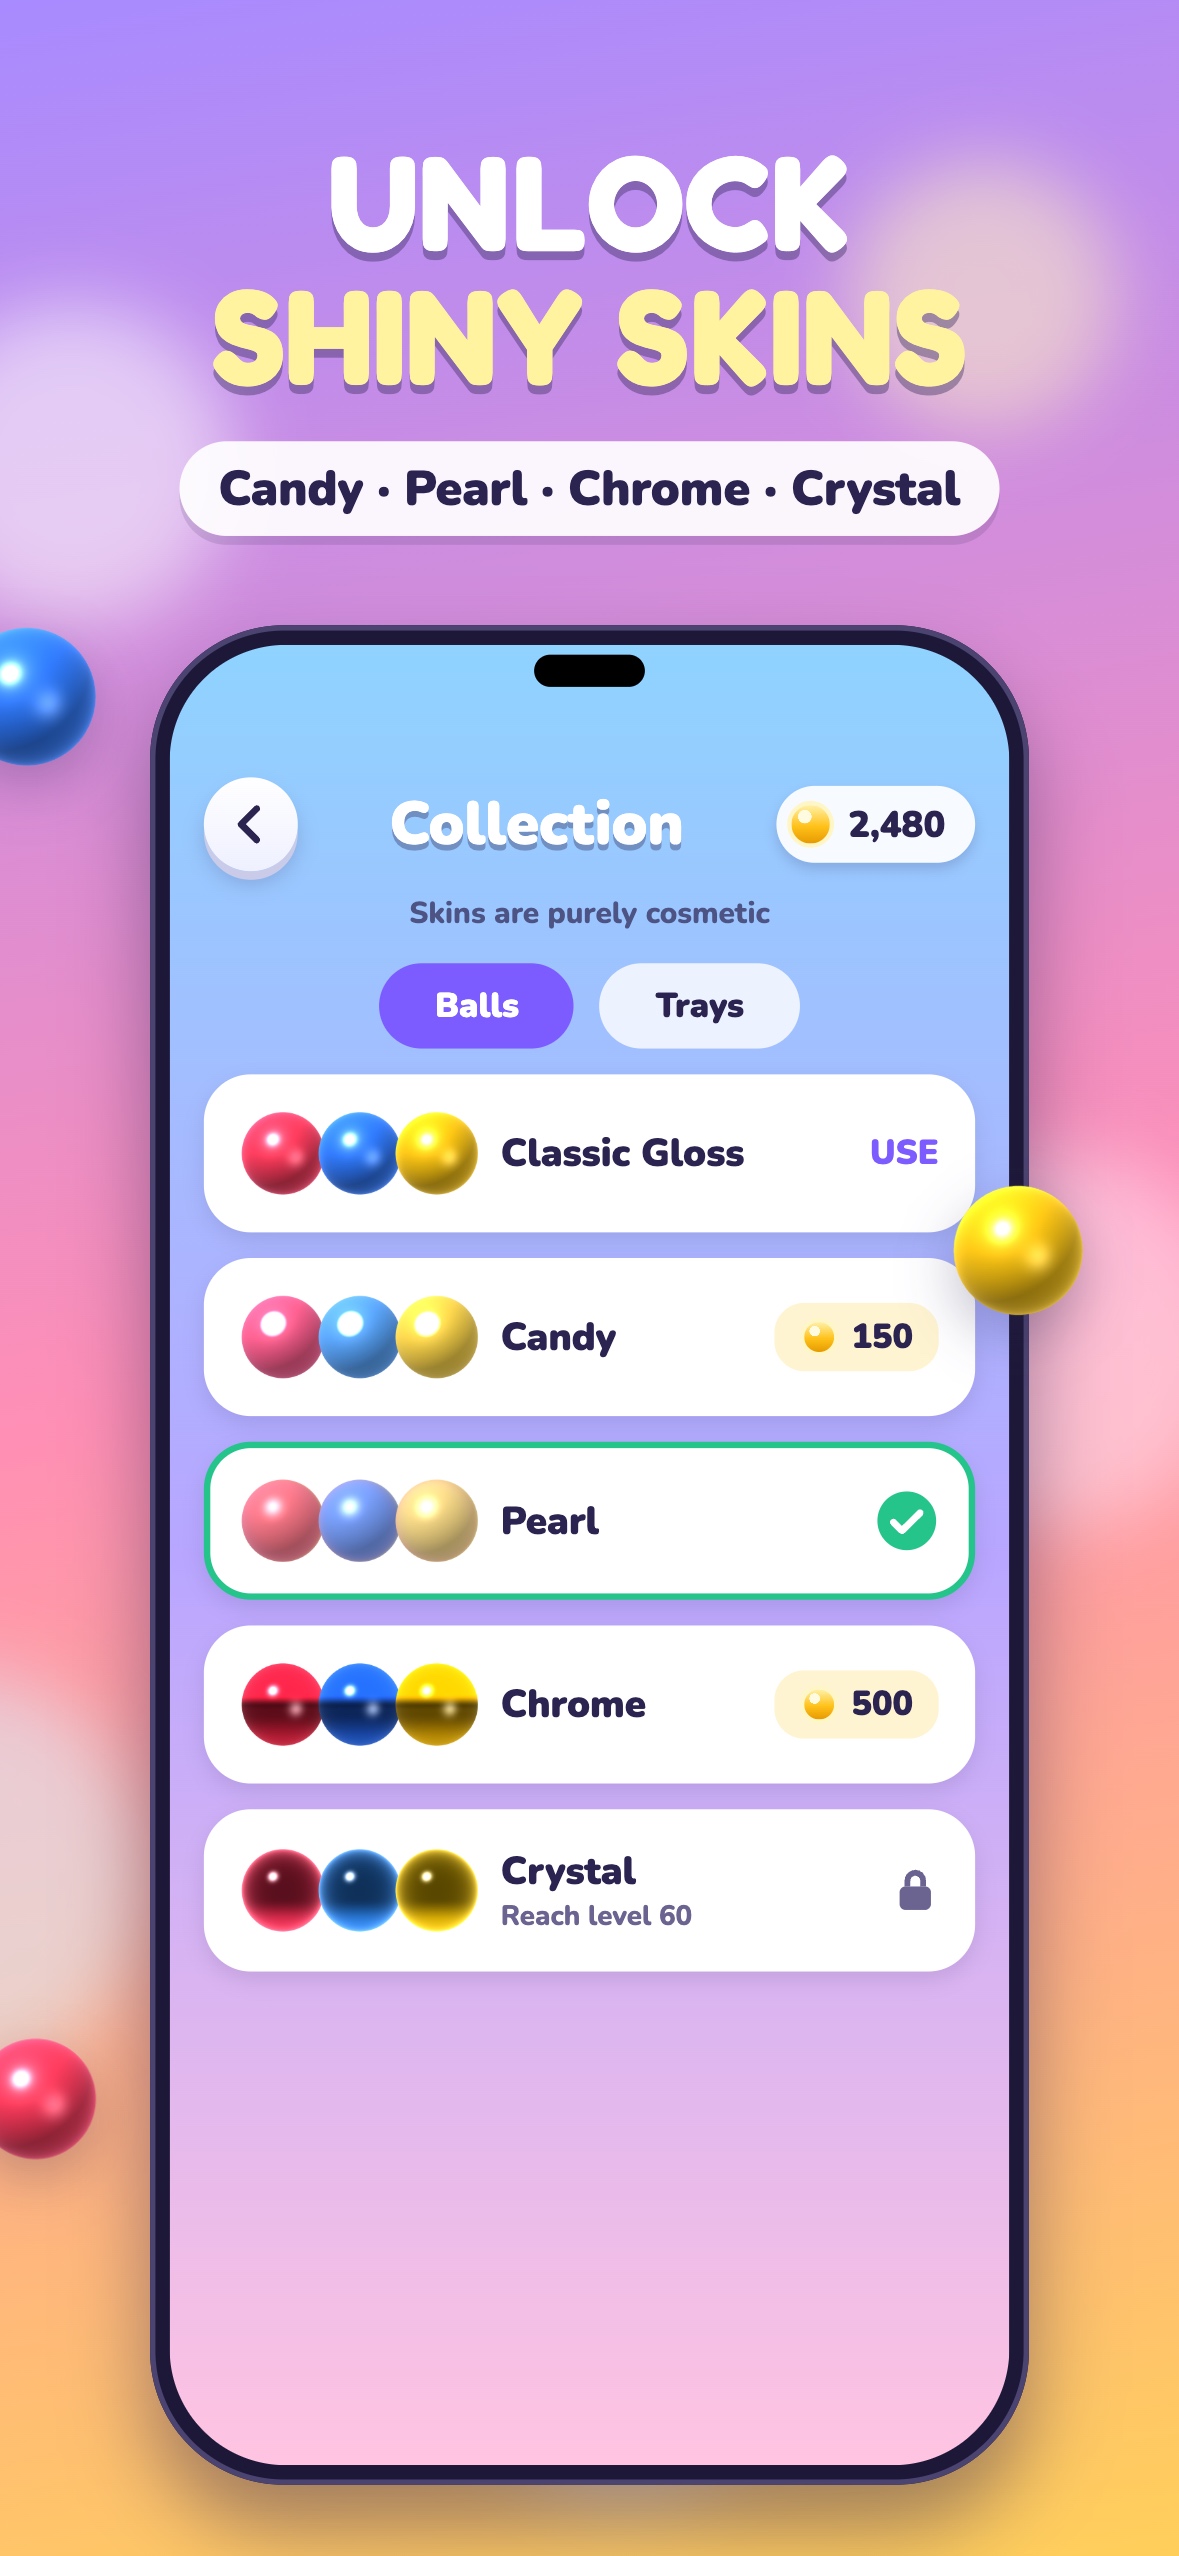 UNLOCK
SHINY SKINS
Candy · Pearl · Chrome · Crystal
Collection
2,480
Skins are purely cosmetic
Balls
Trays
Classic Gloss
USE
Candy
150
Pearl
Chrome
500
Crystal
Reach level 60